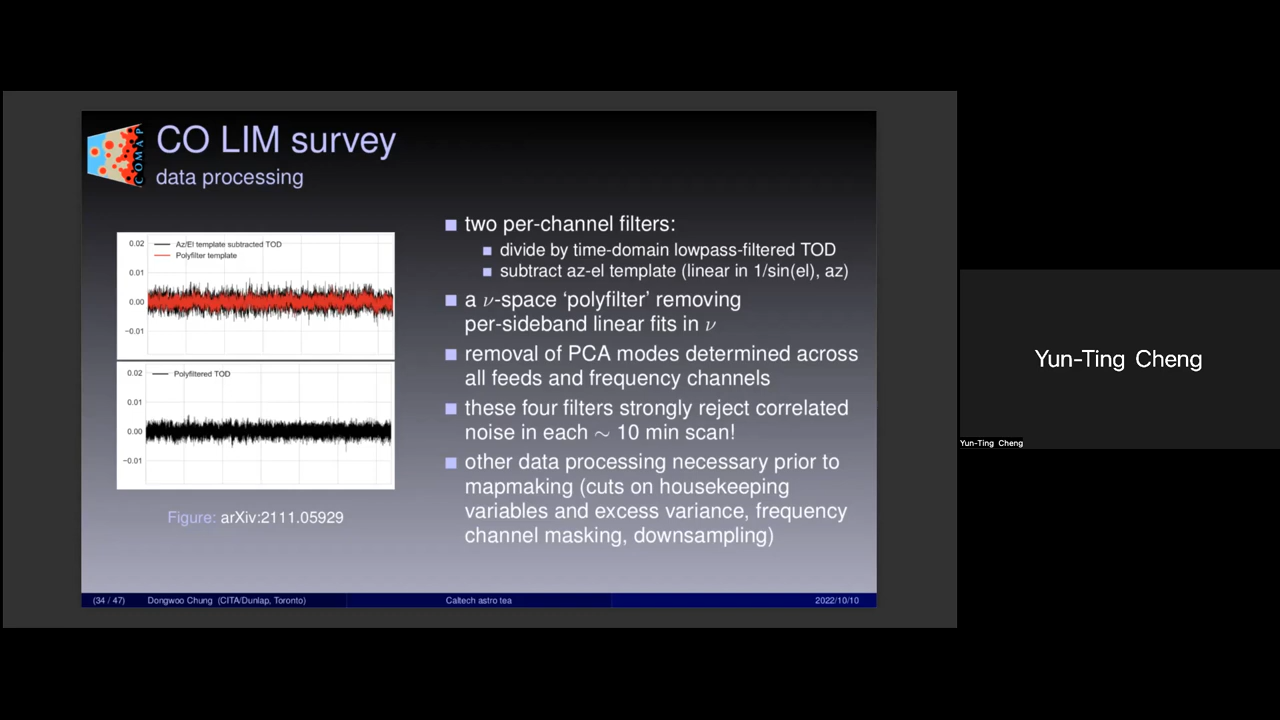 COMAP
CO LIM survey
data processing
0.02
0.01
0.00
−0.01
Az/El template subtracted TOD
Polyfilter template
0.02
0.01
0.00
−0.01
Polyfiltered TOD
Figure: arXiv:2111.05929
two per-channel filters:
divide by time-domain lowpass-filtered TOD
subtract az-el template (linear in 1/sin(el), az)
a ν-space ‘polyfilter’ removing
per-sideband linear fits in ν
removal of PCA modes determined across
all feeds and frequency channels
these four filters strongly reject correlated
noise in each ∼ 10 min scan!
other data processing necessary prior to
mapmaking (cuts on housekeeping
variables and excess variance, frequency
channel masking, downsampling)
(34 / 47) Dongwoo Chung (CITA/Dunlap, Toronto) Caltech astro tea 2022/10/10
Yun-Ting Cheng
Yun-Ting Cheng